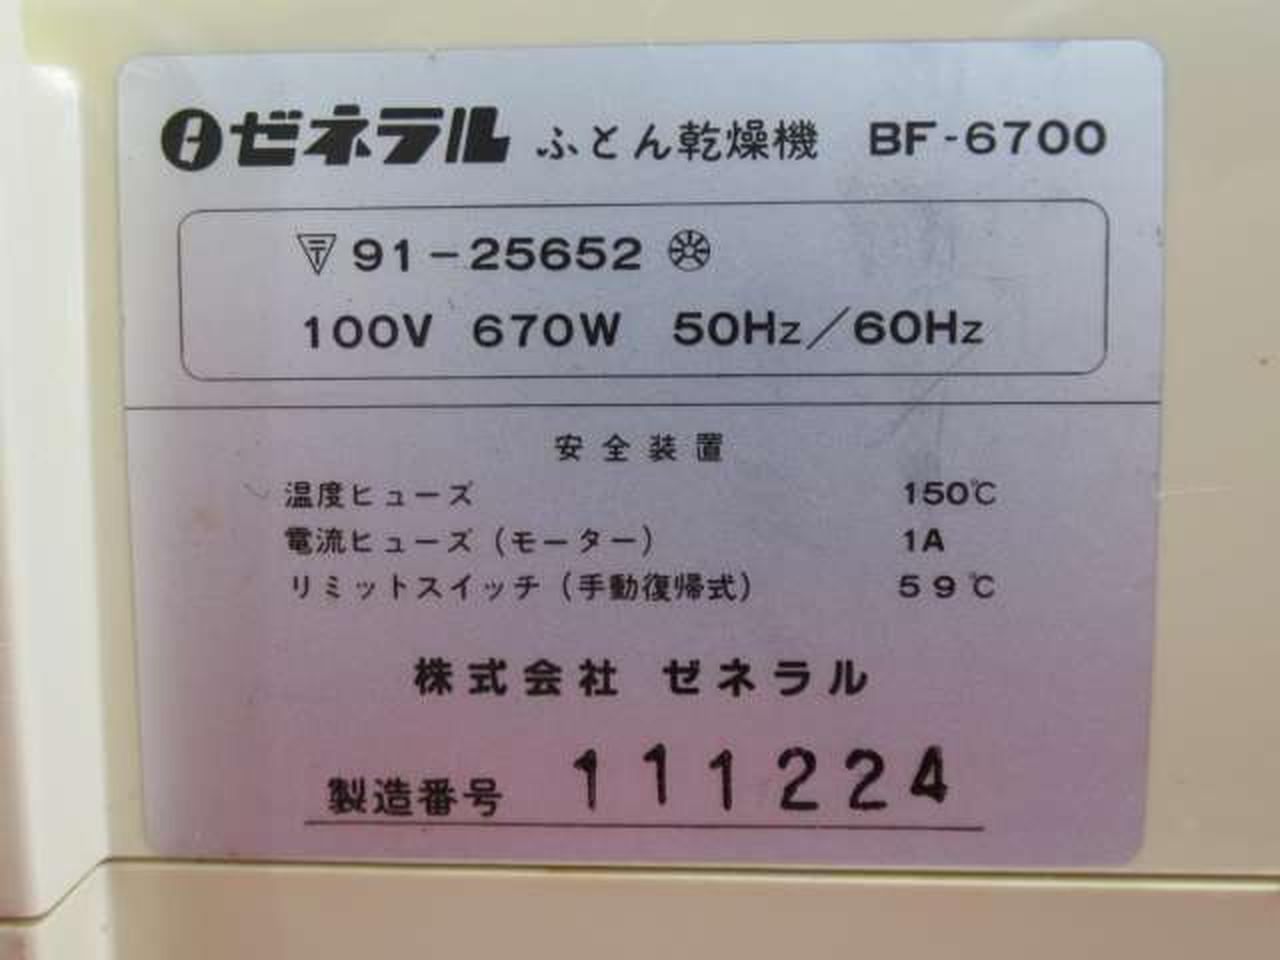 ゼネラル ふとん乾燥機 BF-6700
〒 91-25652
100V 670W 50Hz/60Hz
安全装置
温度ヒューズ 150℃
電流ヒューズ(モーター) 1A
リミットスイッチ(手動復帰式) 59℃
株式会社 ゼネラル
製造番号 111224